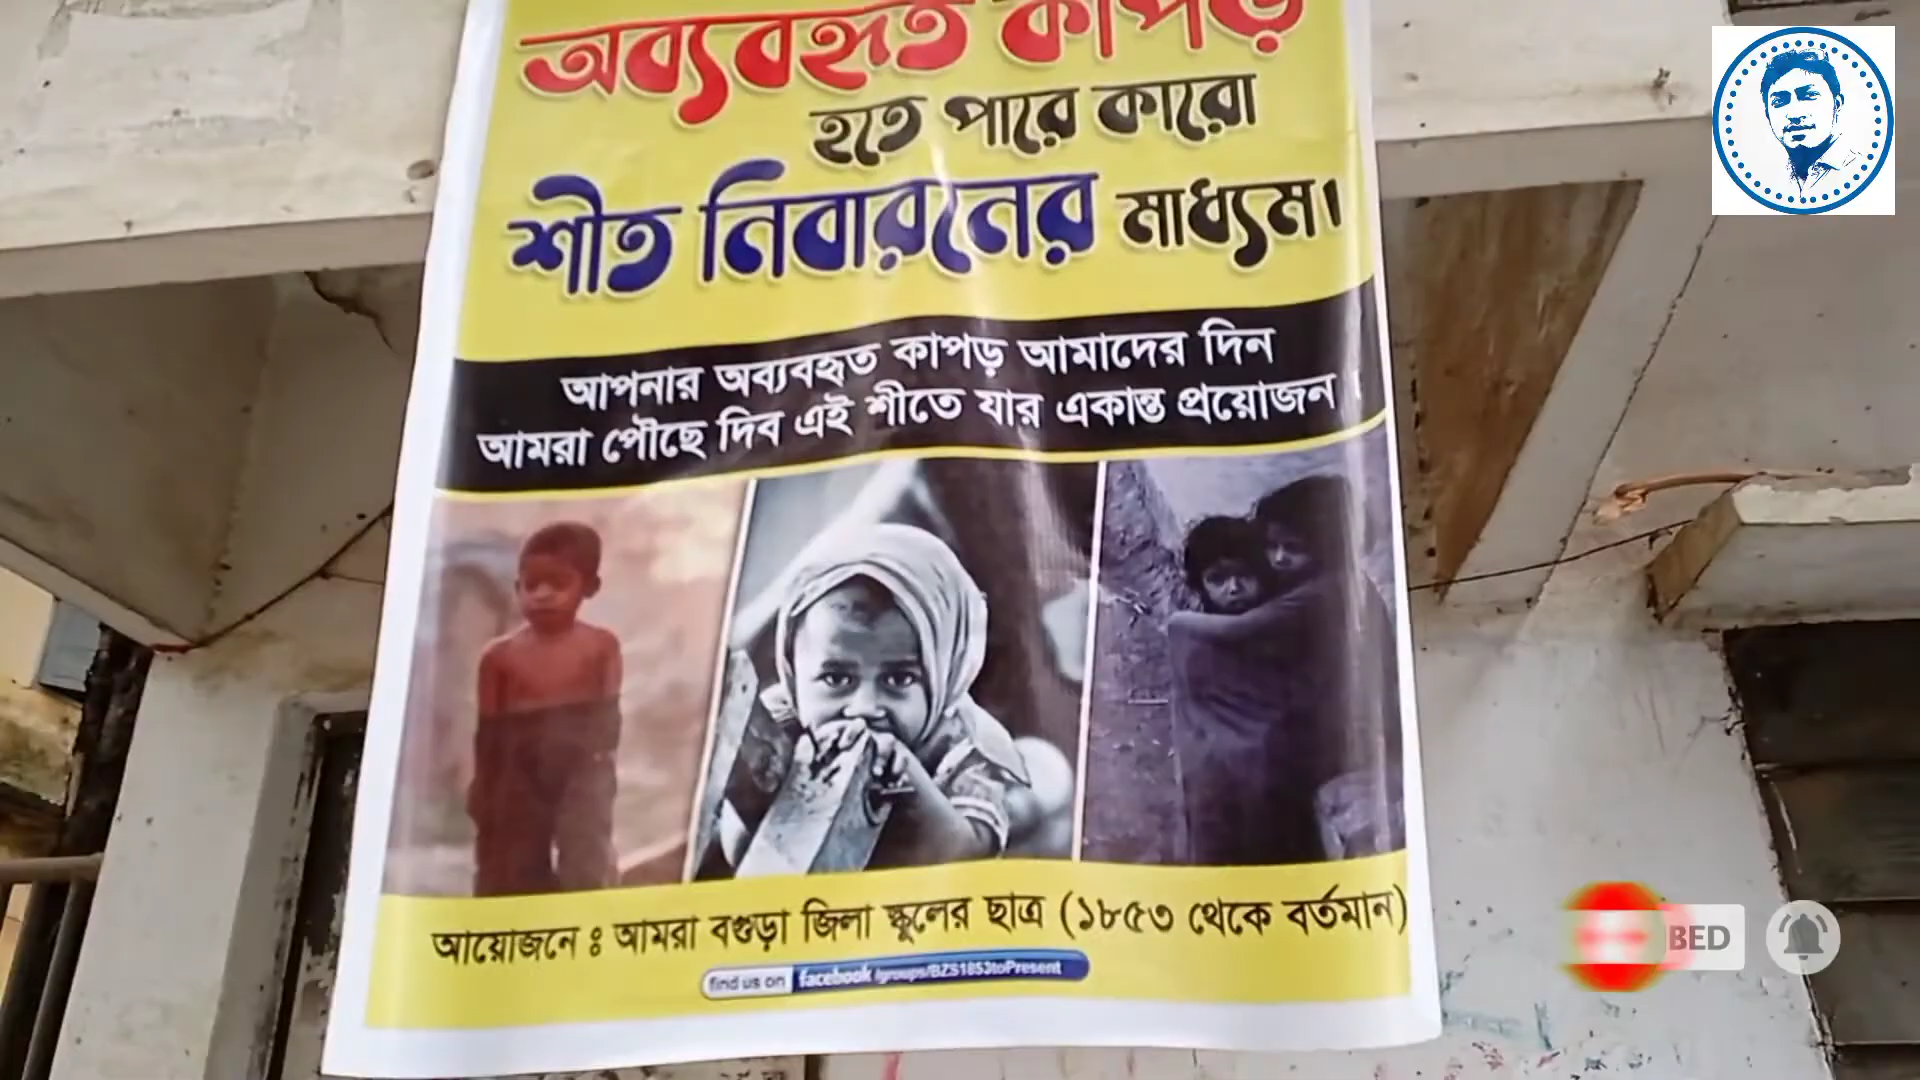 অব্যবহৃত কাপড়
হতে পারে কারো
শীত নিবারনের মাধ্যম।
আপনার অব্যবহৃত কাপড় আমাদের দিন
আমরা পৌছে দিব এই শীতে যার একান্ত প্রয়োজন।
আয়োজনে ঃ আমরা বগুড়া জিলা স্কুলের ছাত্র (১৮৫৩ থেকে বর্তমান)
find us on facebook /groups/BZS1853toPresent
BED